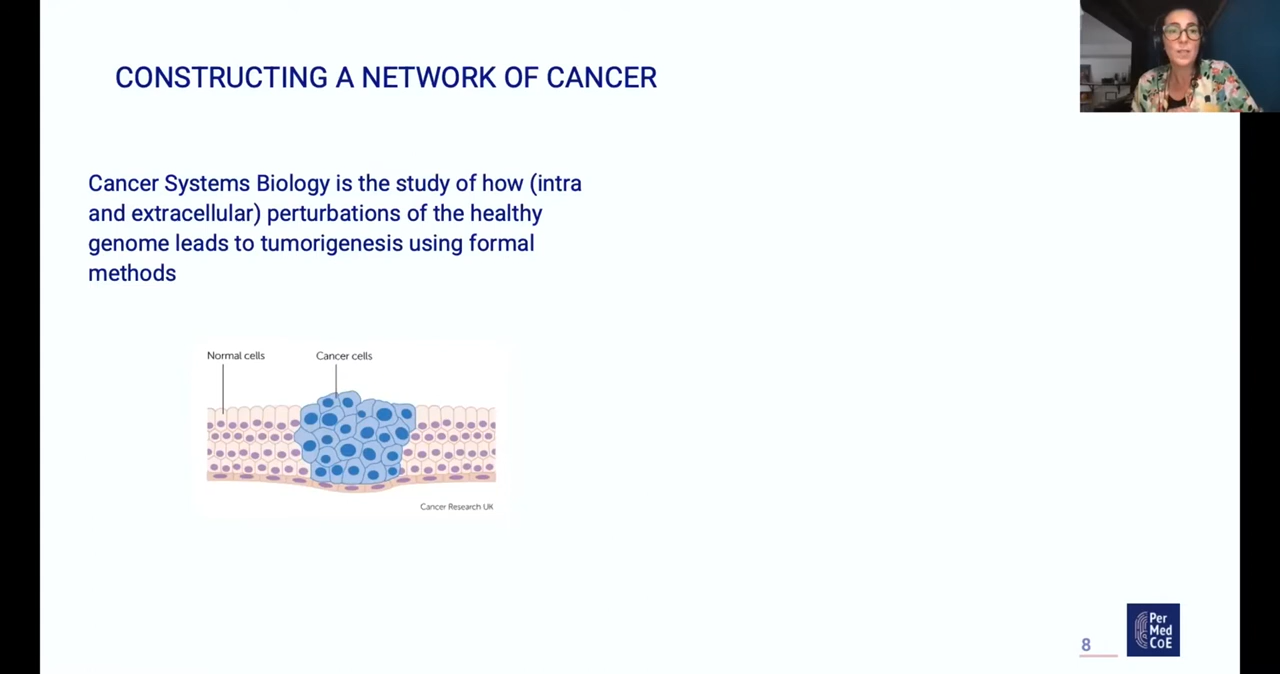 CONSTRUCTING A NETWORK OF CANCER
Cancer Systems Biology is the study of how (intra
and extracellular) perturbations of the healthy
genome leads to tumorigenesis using formal
methods
Normal cells
Cancer cells
Cancer Research UK
8
Per
Med
CoE